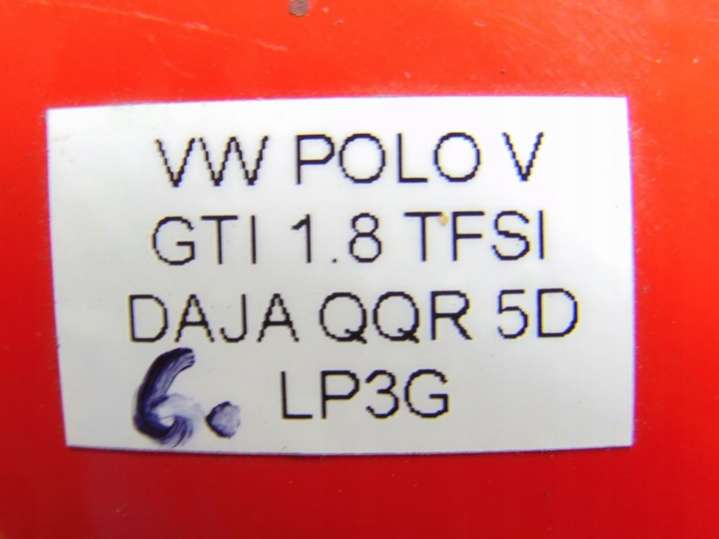 VW POLO V
GTI 1.8 TFSI
DAJA QQR 5D
6. LP3G